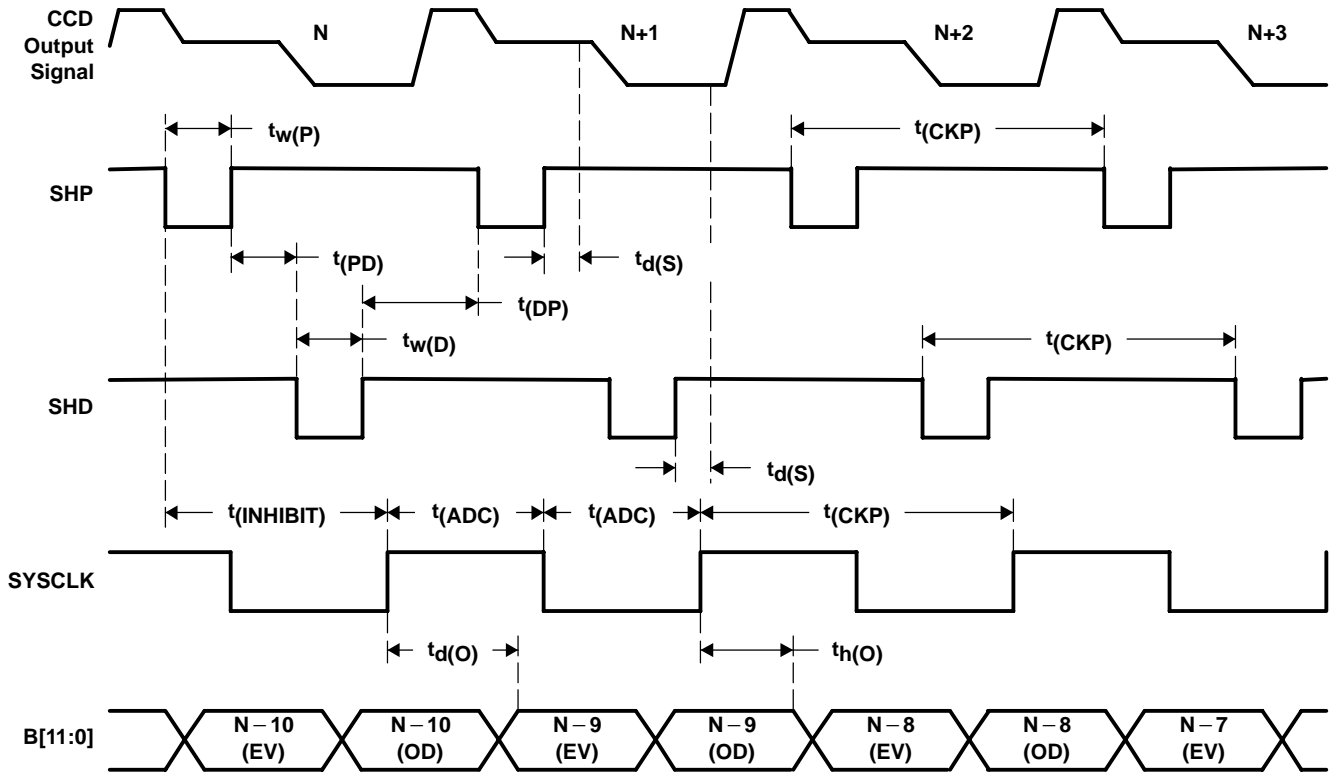 CCD
Output
Signal
N
N+1
N+2
N+3
tw(P)
t(CKP)
SHP
t(PD)
td(S)
t(DP)
tw(D)
t(CKP)
SHD
td(S)
t(INHIBIT)
t(ADC)
t(ADC)
t(CKP)
SYSCLK
td(O)
th(O)
B[11:0]
N – 10
(EV)
N – 10
(OD)
N – 9
(EV)
N – 9
(OD)
N – 8
(EV)
N – 8
(OD)
N – 7
(EV)